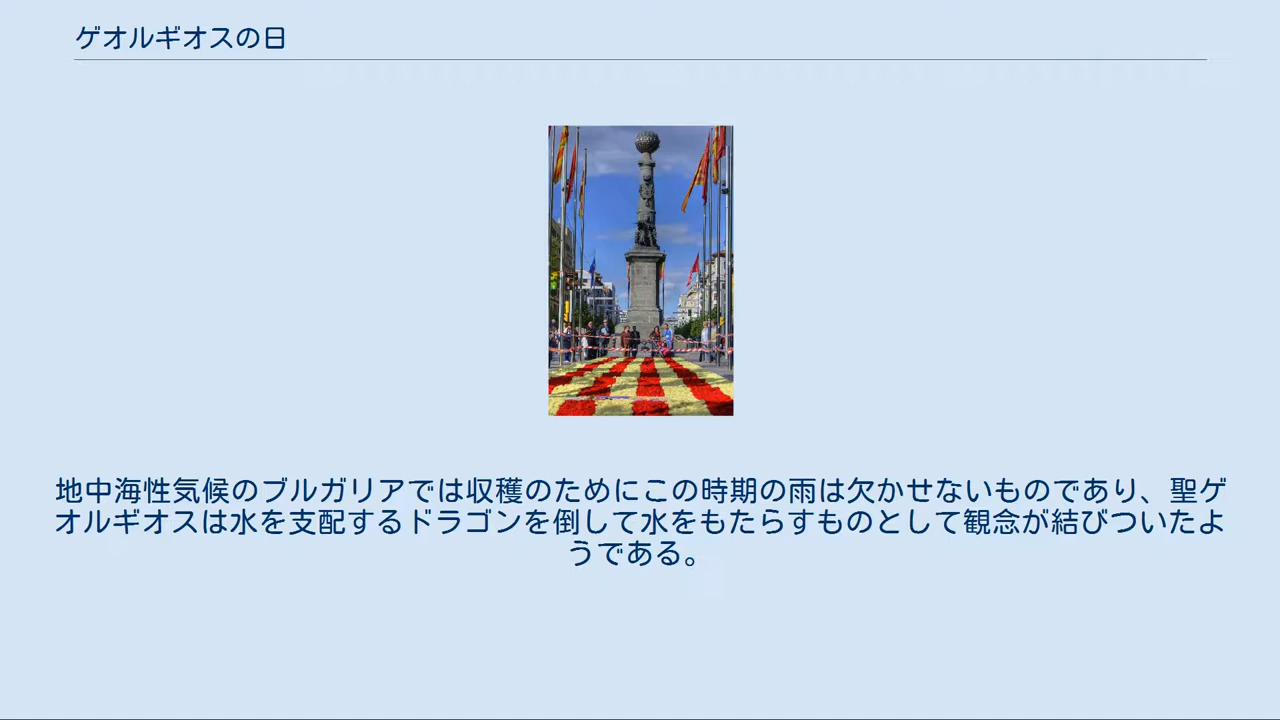 ゲオルギオスの日
地中海性気候のブルガリアでは収穫のためにこの時期の雨は欠かせないものであり、聖ゲ
オルギオスは水を支配するドラゴンを倒して水をもたらすものとして観念が結びついたよ
うである。